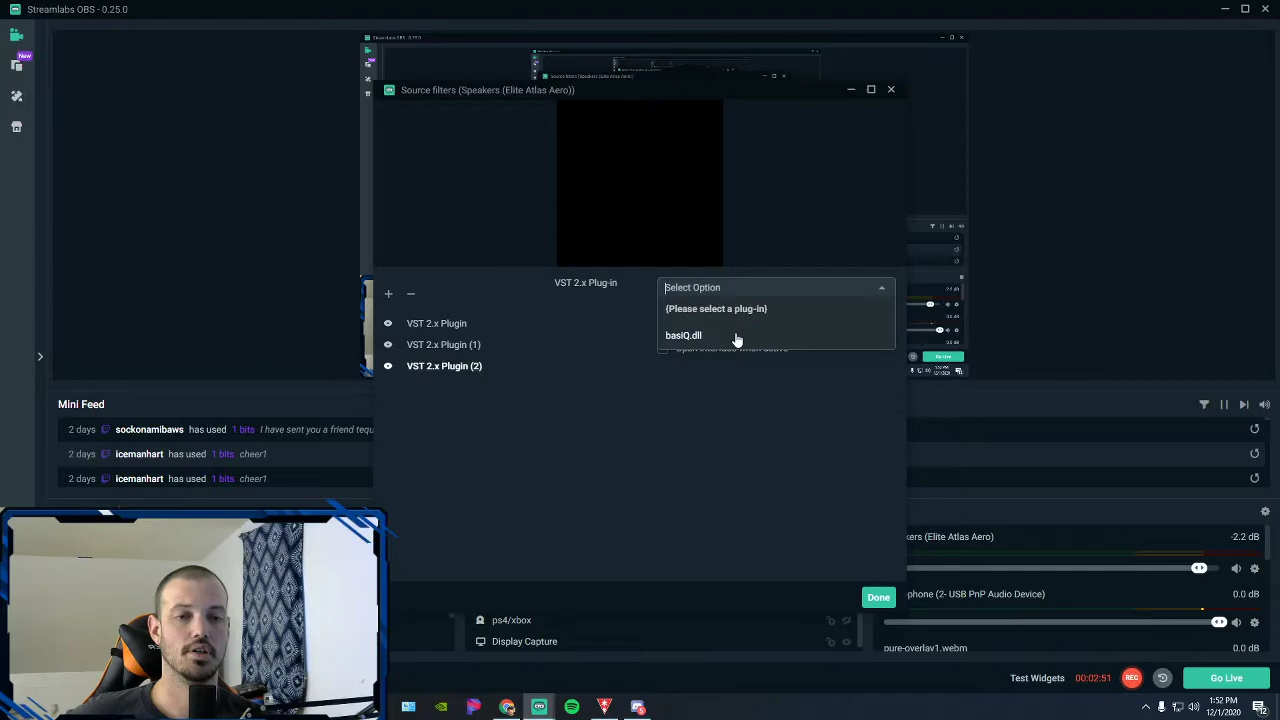 Streamlabs OBS - 0.25.0
New
Source filters (Speakers (Elite Atlas Aero))
VST 2.x Plug-in
Select Option
{Please select a plug-in}
basiQ.dll
VST 2.x Plugin
VST 2.x Plugin (1)
VST 2.x Plugin (2)
Mini Feed
2 days sockonamibaws has used 1 bits I have sent you a friend requ
2 days icemanhart has used 1 bits cheer1
2 days icemanhart has used 1 bits cheer1
kers (Elite Atlas Aero) -2.2 dB
phone (2- USB PnP Audio Device) 0.0 dB
pure-overlay1.webm 0.0 dB
Done
ps4/xbox
Display Capture
Test Widgets 00:02:51 REC Go Live
1:52 PM
12/1/2020